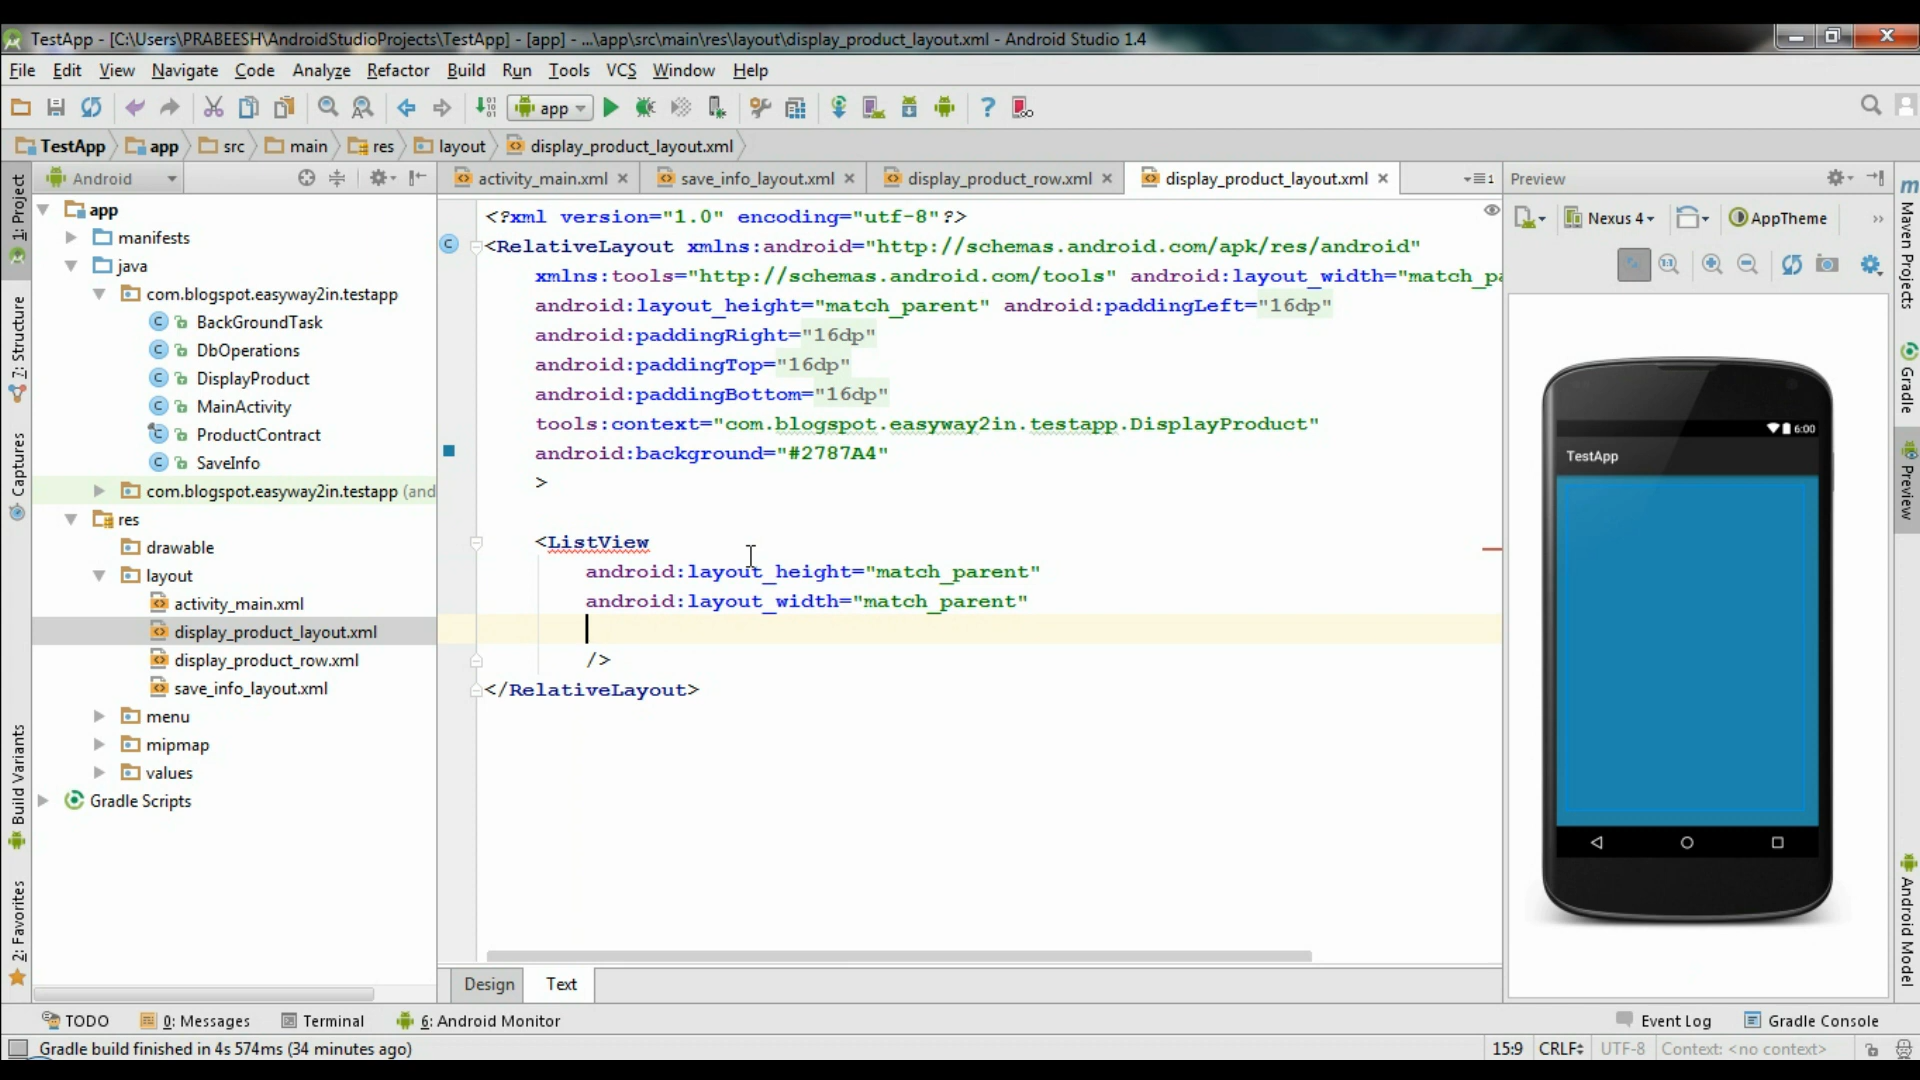 TestApp - [C:\Users\PRABEESH\AndroidStudioProjects\TestApp] - [app] - ...\app\src\main\res\layout\display_product_layout.xml - Android Studio 1.4
File Edit View Navigate Code Analyze Refactor Build Run Tools VCS Window Help
app
TestApp app src main res layout display_product_layout.xml
Android
activity_main.xml save_info_layout.xml display_product_row.xml display_product_layout.xml
1
Preview
1: Project
7: Structure
Captures
Build Variants
2: Favorites
app
manifests
java
com.blogspot.easyway2in.testapp
BackGroundTask
DbOperations
DisplayProduct
MainActivity
ProductContract
SaveInfo
com.blogspot.easyway2in.testapp (and
res
drawable
layout
activity_main.xml
display_product_layout.xml
display_product_row.xml
save_info_layout.xml
menu
mipmap
values
Gradle Scripts
<?xml version="1.0" encoding="utf-8"?>
<RelativeLayout xmlns:android="http://schemas.android.com/apk/res/android"
xmlns:tools="http://schemas.android.com/tools" android:layout_width="match_pa
android:layout_height="match_parent" android:paddingLeft="16dp"
android:paddingRight="16dp"
android:paddingTop="16dp"
android:paddingBottom="16dp"
tools:context="com.blogspot.easyway2in.testapp.DisplayProduct"
android:background="#2787A4"
>
<ListView
android:layout_height="match_parent"
android:layout_width="match_parent"
/>
</RelativeLayout>
Design Text
Nexus 4 AppTheme
1:1
6:00
TestApp
Maven Projects
Gradle
Preview
Android Model
TODO 0: Messages Terminal 6: Android Monitor Event Log Gradle Console
Gradle build finished in 4s 574ms (34 minutes ago) 15:9 CRLF UTF-8 Context: <no context>